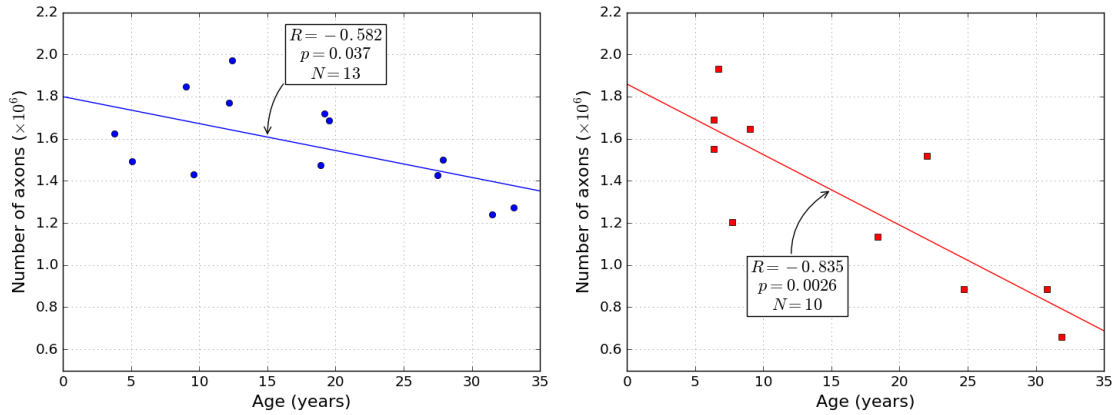 2.2
2.0
1.8
1.6
1.4
1.2
1.0
0.8
0.6
Number of axons (×10⁶)
R = −0.582
p = 0.037
N = 13
0 5 10 15 20 25 30 35
Age (years)
2.2
2.0
1.8
1.6
1.4
1.2
1.0
0.8
0.6
Number of axons (×10⁶)
R = −0.835
p = 0.0026
N = 10
0 5 10 15 20 25 30 35
Age (years)